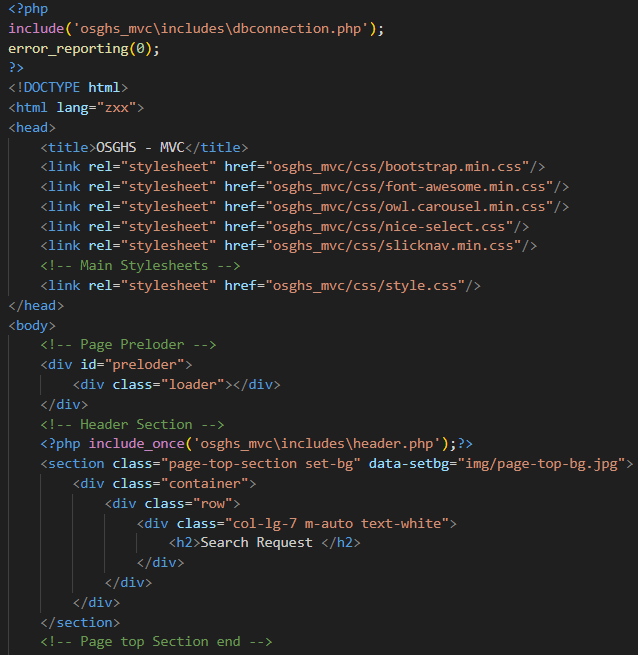 <?php
include('osghs_mvc\includes\dbconnection.php');
error_reporting(0);
?>
<!DOCTYPE html>
<html lang="zxx">
<head>
    <title>OSGHS - MVC</title>
    <link rel="stylesheet" href="osghs_mvc/css/bootstrap.min.css"/>
    <link rel="stylesheet" href="osghs_mvc/css/font-awesome.min.css"/>
    <link rel="stylesheet" href="osghs_mvc/css/owl.carousel.min.css"/>
    <link rel="stylesheet" href="osghs_mvc/css/nice-select.css"/>
    <link rel="stylesheet" href="osghs_mvc/css/slicknav.min.css"/>
    <!-- Main Stylesheets -->
    <link rel="stylesheet" href="osghs_mvc/css/style.css"/>
</head>
<body>
    <!-- Page Preloder -->
    <div id="preloder">
        <div class="loader"></div>
    </div>
    <!-- Header Section -->
    <?php include_once('osghs_mvc\includes\header.php');?>
    <section class="page-top-section set-bg" data-setbg="img/page-top-bg.jpg">
        <div class="container">
            <div class="row">
                <div class="col-lg-7 m-auto text-white">
                    <h2>Search Request </h2>
                </div>
            </div>
        </div>
    </section>
    <!-- Page top Section end -->